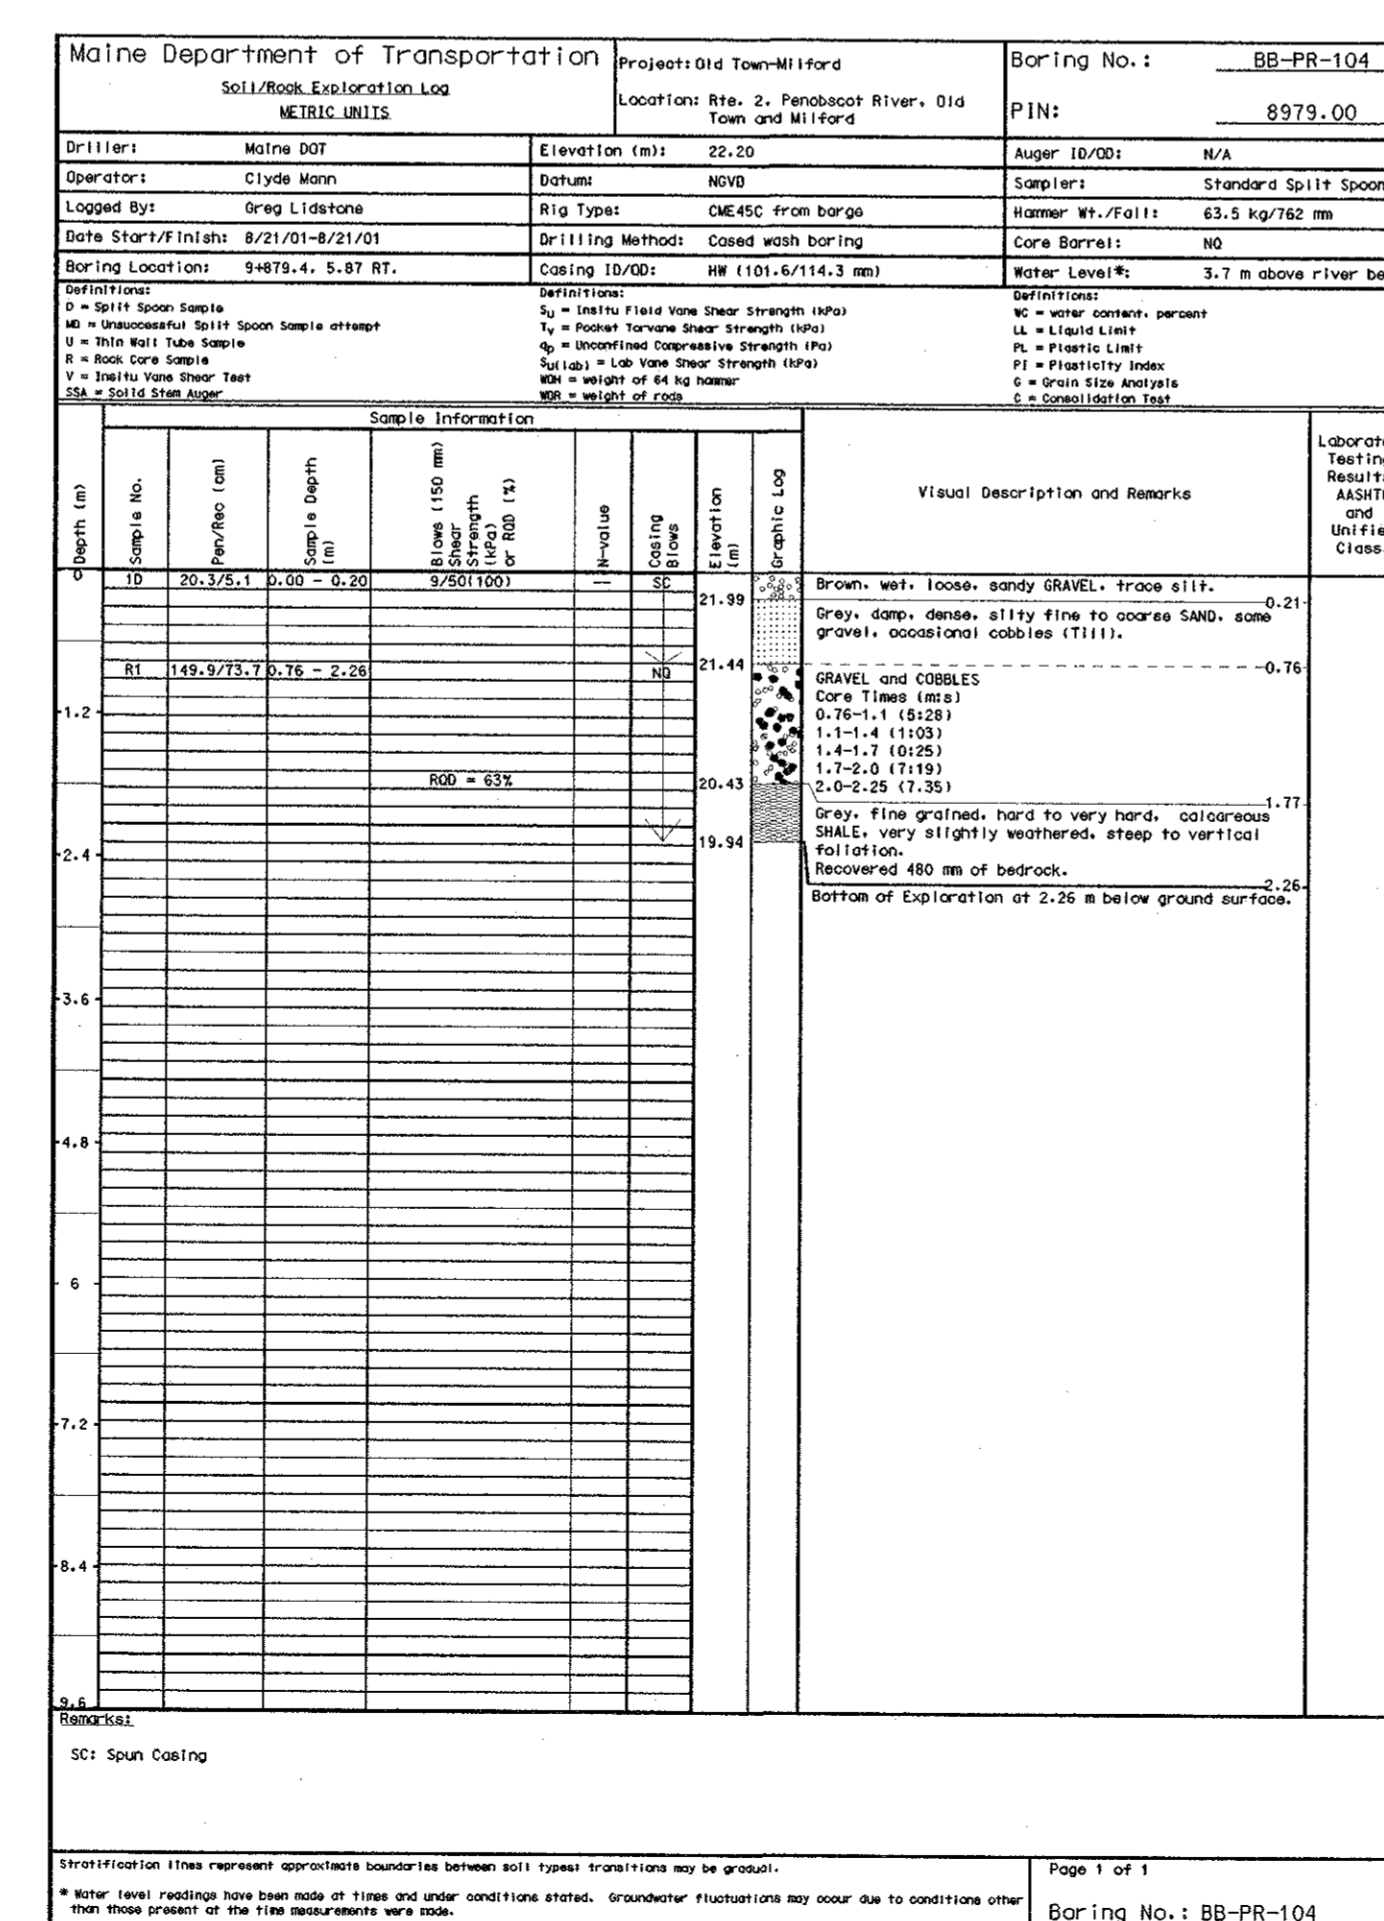 Maine Department of Transportation
Soil/Rock Exploration Log
METRIC UNITS
Project: Old Town-Milford
Location: Rte. 2, Penobscot River, Old
Town and Milford
Boring No.: BB-PR-104
PIN: 8979.00
Driller: Maine DOT
Elevation (m): 22.20
Auger ID/OD: N/A
Operator: Clyde Mann
Datum: NGVD
Sampler: Standard Split Spoon
Logged By: Greg Lidstone
Rig Type: CME45C from barge
Hammer Wt./Fall: 63.5 kg/762 mm
Date Start/Finish: 8/21/01-8/21/01
Drilling Method: Cased wash boring
Core Barrel: NQ
Boring Location: 9+879.4, 5.87 RT.
Casing ID/OD: HW (101.6/114.3 mm)
Water Level*: 3.7 m above river be
Definitions:
D = Split Spoon Sample
MD = Unsuccessful Split Spoon Sample attempt
U = Thin Wall Tube Sample
R = Rock Core Sample
V = Insitu Vane Shear Test
SSA = Solid Stem Auger
Definitions:
Su = Insitu Field Vane Shear Strength (kPa)
Tv = Pocket Torvane Shear Strength (kPa)
qp = Unconfined Compressive Strength (Pa)
Su(lab) = Lab Vane Shear Strength (kPa)
WOH = weight of 64 kg hammer
WOR = weight of rods
Definitions:
WC = water content, percent
LL = Liquid Limit
PL = Plastic Limit
PI = Plasticity Index
G = Grain Size Analysis
C = Consolidation Test
Sample Information
Depth (m)
Sample No.
Pen/Rec (cm)
Sample Depth
(m)
Blows (150 mm)
Shear
Strength
(kPa)
or RQD (%)
N-value
Casing
Blows
Elevation
(m)
Graphic Log
Visual Description and Remarks
Laborat
Testing
Result
AASHT
and
Unifie
Class
0
1D 20.3/5.1 0.00 - 0.20 9/50(100) -- SC
21.99
Brown, wet, loose, sandy GRAVEL, trace silt.
0.21
Grey, damp, dense, silty fine to coarse SAND, some
gravel, occasional cobbles (Till).
R1 149.9/73.7 0.76 - 2.26 NQ 21.44
0.76
GRAVEL and COBBLES
Core Times (m:s)
0.76-1.1 (5:28)
1.1-1.4 (1:03)
1.4-1.7 (0:25)
1.7-2.0 (7:19)
2.0-2.25 (7.35)
1.2
RQD = 63%
20.43
1.77
Grey, fine grained, hard to very hard, calcareous
SHALE, very slightly weathered, steep to vertical
foliation.
Recovered 480 mm of bedrock.
19.94
2.26
Bottom of Exploration at 2.26 m below ground surface.
2.4
3.6
4.8
6
7.2
8.4
9.6
Remarks:
SC: Spun Casing
Stratification lines represent approximate boundaries between soil types; transitions may be gradual.
* Water level readings have been made at times and under conditions stated. Groundwater fluctuations may occur due to conditions other
than those present at the time measurements were made.
Page 1 of 1
Boring No.: BB-PR-104